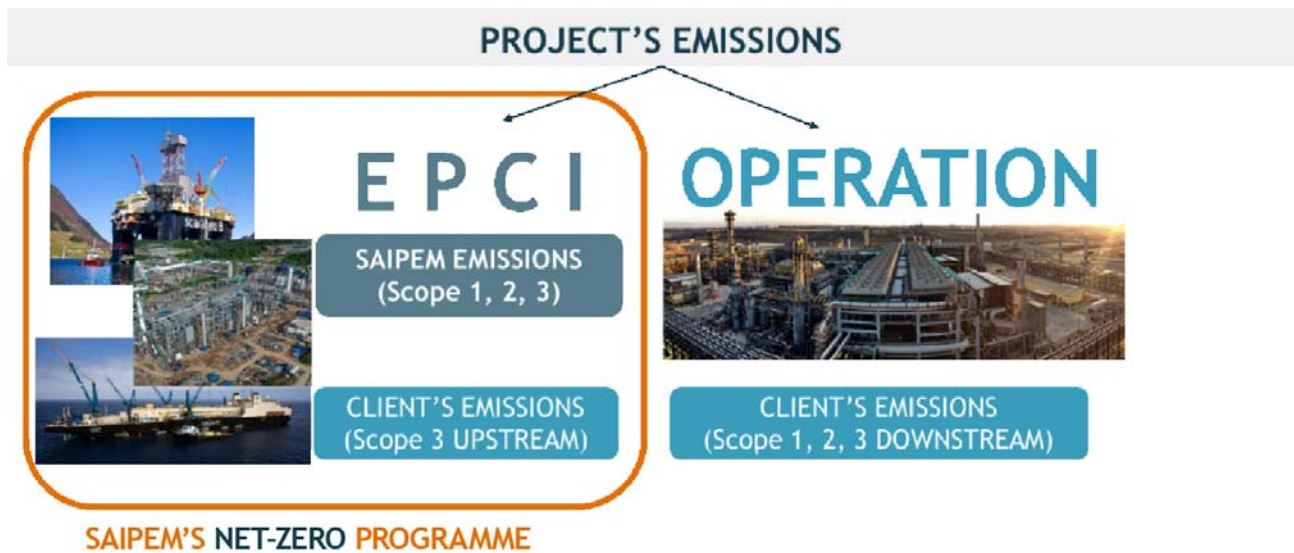 PROJECT'S EMISSIONS
EPCI
OPERATION
SAIPEM EMISSIONS
(Scope 1, 2, 3)
CLIENT'S EMISSIONS
(Scope 3 UPSTREAM)
CLIENT'S EMISSIONS
(Scope 1, 2, 3 DOWNSTREAM)
SAIPEM'S NET-ZERO PROGRAMME